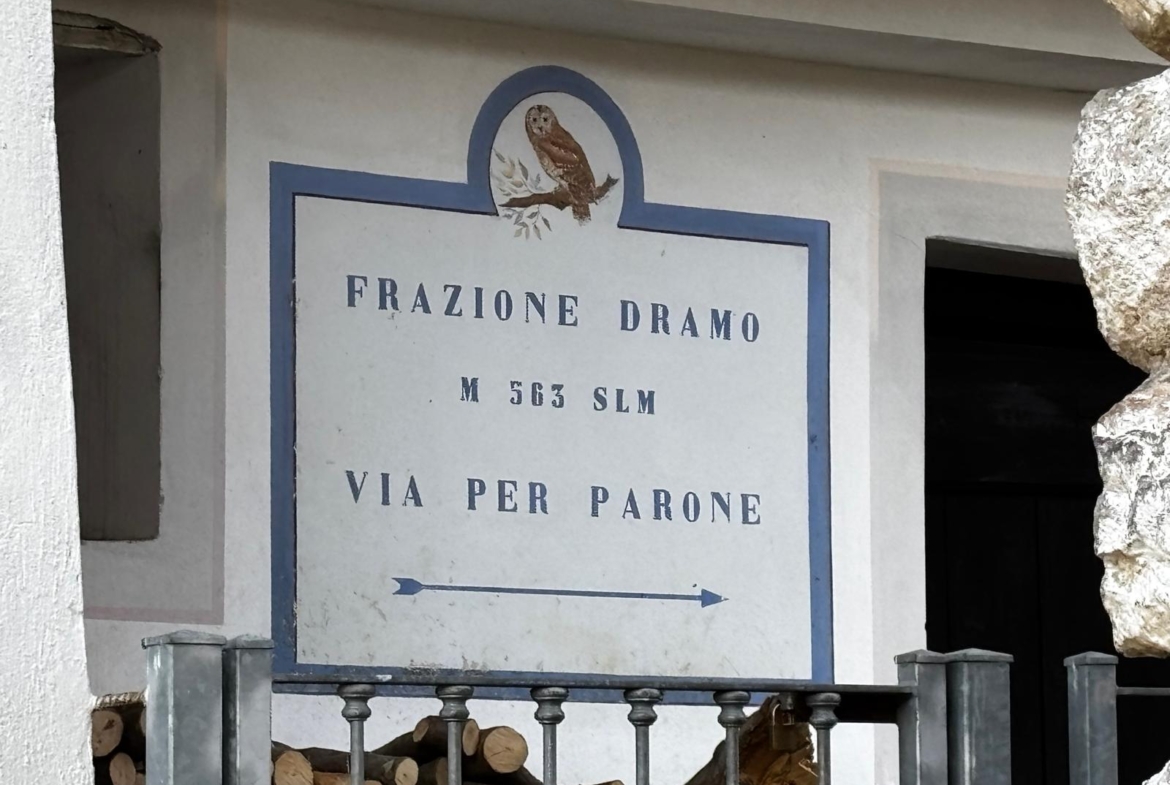 FRAZIONE DRAMO
M 563 SLM
VIA PER PARONE